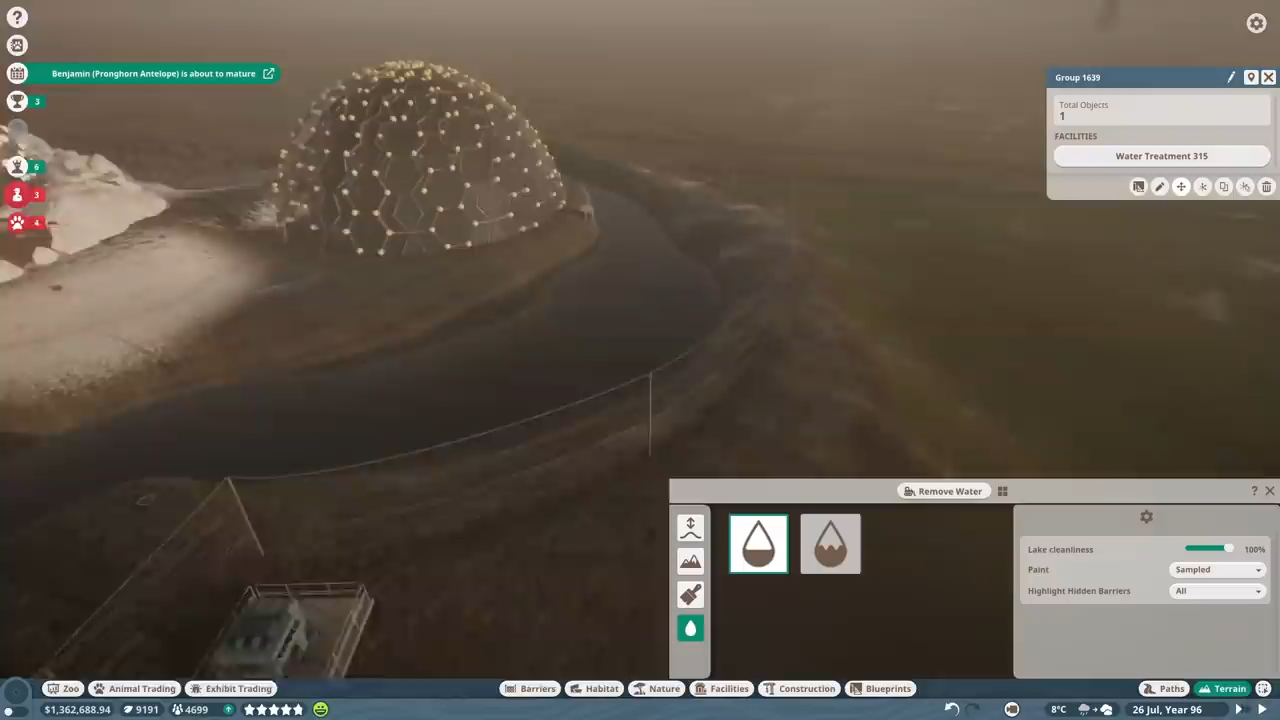 Benjamin (Pronghorn Antelope) is about to mature
3
6
3
4
Group 1639
Total Objects
1
FACILITIES
Water Treatment 315
Remove Water
?
Lake cleanliness 100%
Paint Sampled
Highlight Hidden Barriers All
Zoo Animal Trading Exhibit Trading Barriers Habitat Nature Facilities Construction Blueprints Paths Terrain
$1,362,688.94 9191 4699 8°C 26 Jul, Year 96